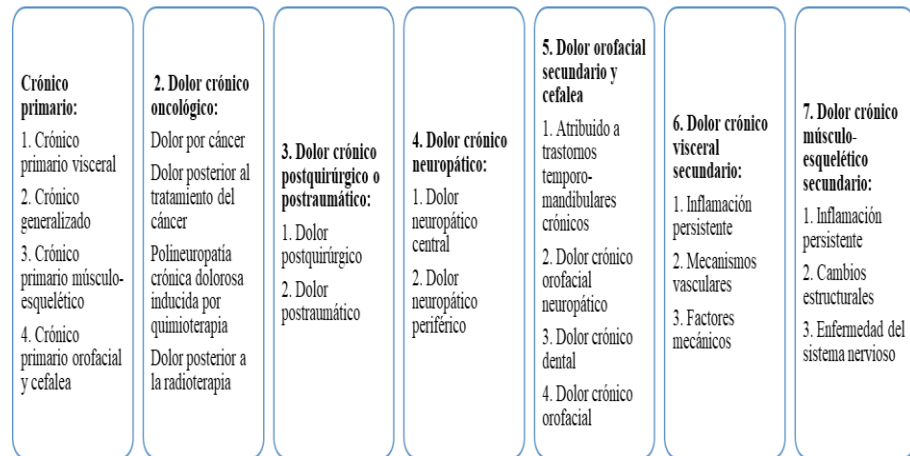 Crónico
primario:
1. Crónico
primario visceral
2. Crónico
generalizado
3. Crónico
primario músculo-
esquelético
4. Crónico
primario orofacial
y cefalea
2. Dolor crónico
oncológico:
Dolor por cáncer
Dolor posterior al
tratamiento del
cáncer
Polineuropatía
crónica dolorosa
inducida por
quimioterapia
Dolor posterior a
la radioterapia
3. Dolor crónico
postquirúrgico o
postraumático:
1. Dolor
postquirúrgico
2. Dolor
postraumático
4. Dolor crónico
neuropático:
1. Dolor
neuropático
central
2. Dolor
neuropático
periférico
5. Dolor orofacial
secundario y
cefalea
1. Atribuido a
trastornos
temporo-
mandibulares
crónicos
2. Dolor crónico
orofacial
neuropático
3. Dolor crónico
dental
4. Dolor crónico
orofacial
6. Dolor crónico
visceral
secundario:
1. Inflamación
persistente
2. Mecanismos
vasculares
3. Factores
mecánicos
7. Dolor crónico
músculo-
esquelético
secundario:
1. Inflamación
persistente
2. Cambios
estructurales
3. Enfermedad del
sistema nervioso